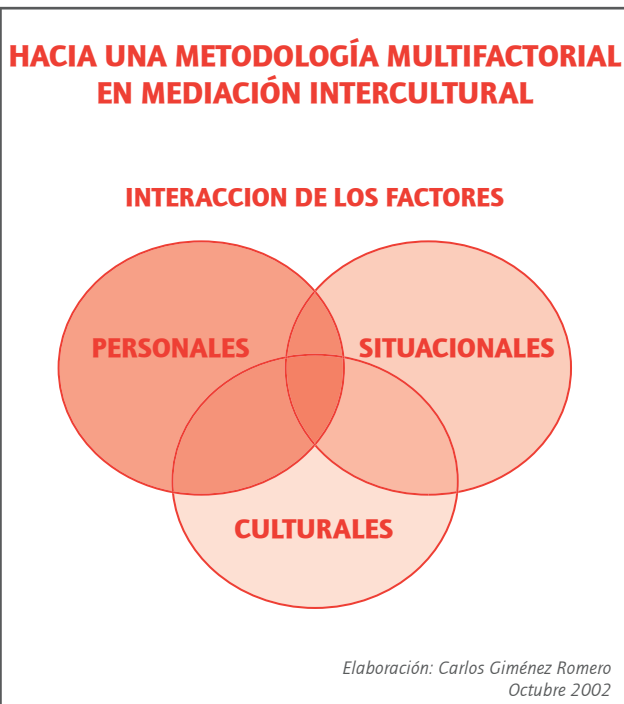 HACIA UNA METODOLOGÍA MULTIFACTORIAL
EN MEDIACIÓN INTERCULTURAL
INTERACCION DE LOS FACTORES
PERSONALES
SITUACIONALES
CULTURALES
Elaboración: Carlos Giménez Romero
Octubre 2002